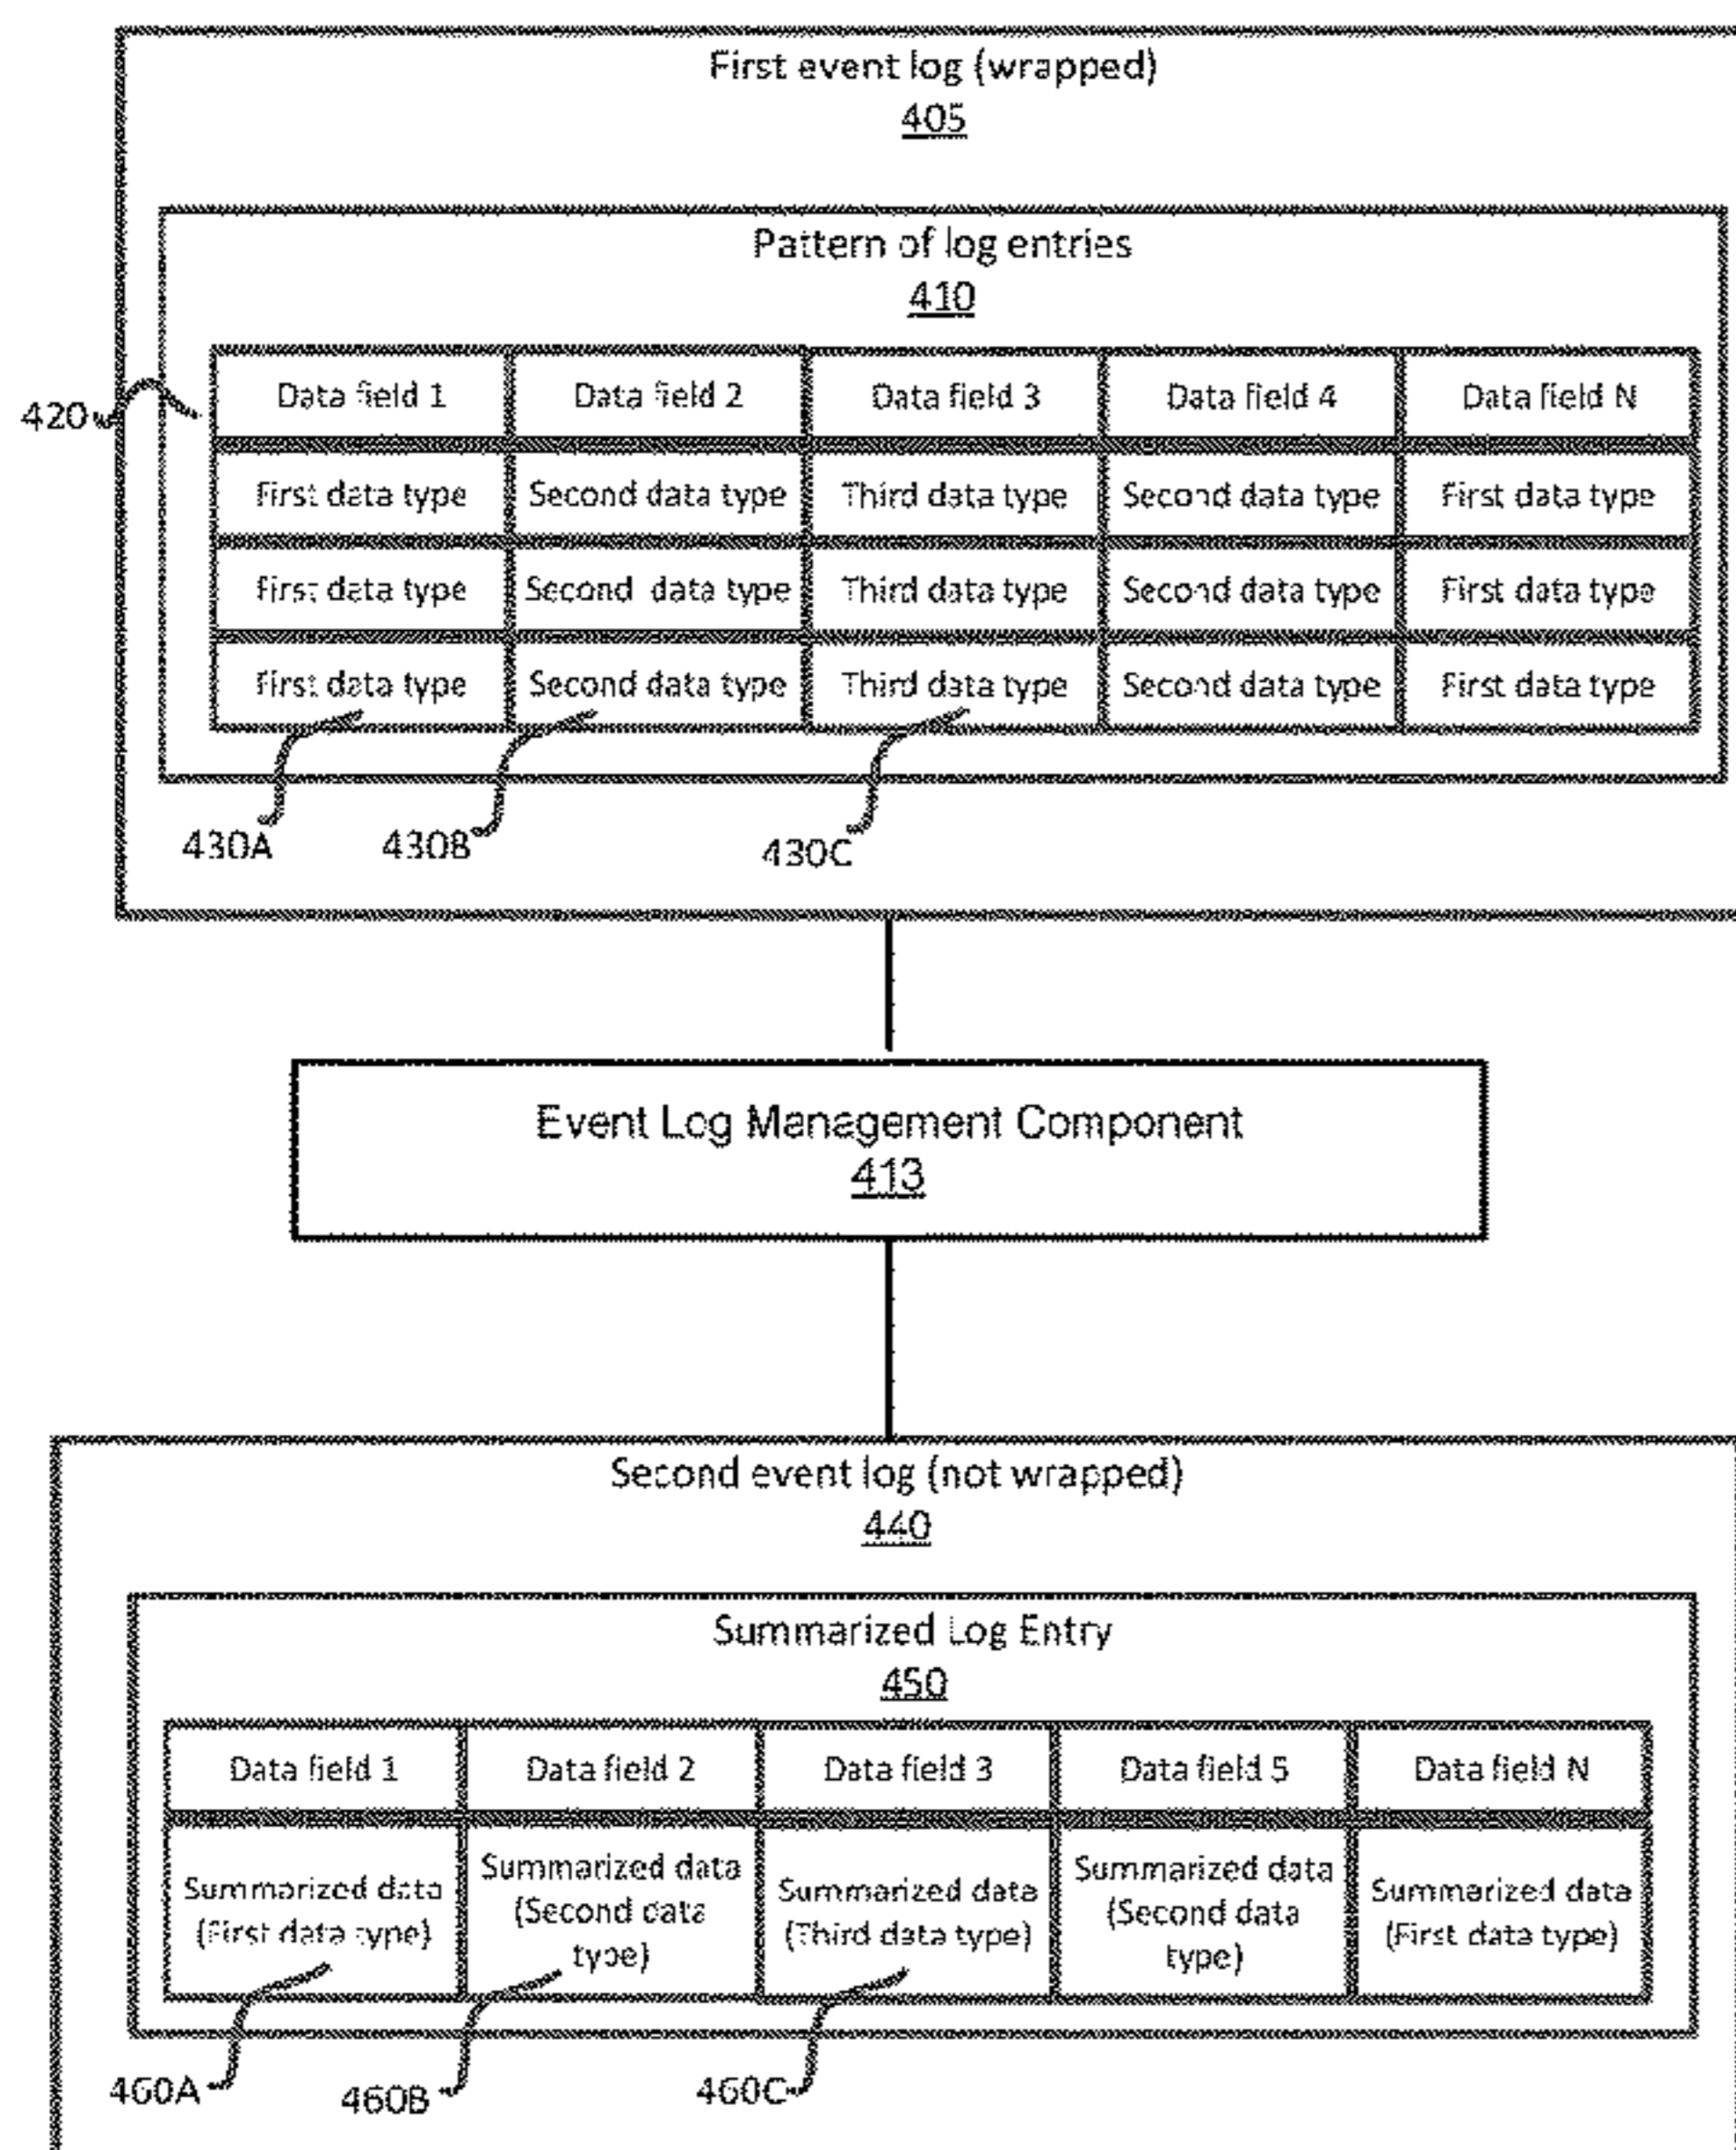 First event log (wrapped)
405
Pattern of log entries
410
420
Data field 1 Data field 2 Data field 3 Data field 4 Data field N
First data type Second data type Third data type Second data type First data type
First data type Second data type Third data type Second data type First data type
First data type Second data type Third data type Second data type First data type
430A 430B 430C
Event Log Management Component
413
Second event log (not wrapped)
440
Summarized Log Entry
450
Data field 1 Data field 2 Data field 3 Data field 5 Data field N
Summarized data
(First data type)
Summarized data
(Second data
type)
Summarized data
(Third data type)
Summarized data
(Second data
type)
Summarized data
(First data type)
460A 460B 460C